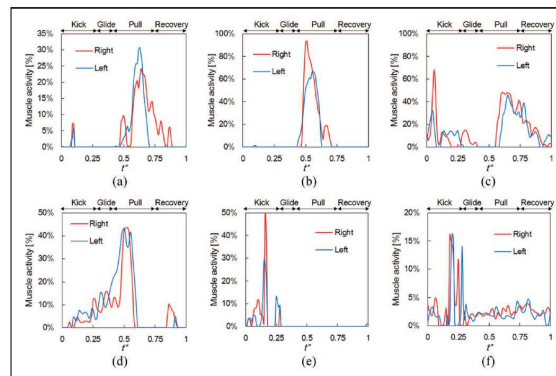 Kick Glide Pull Recovery
35%
30%
25%
20%
15%
10%
5%
0%
Muscle activity [%]
Right
Left
0 0.25 0.5 0.75 1
t*
(a)
Kick Glide Pull Recovery
100%
80%
60%
40%
20%
0%
Muscle activity [%]
Right
Left
0 0.25 0.5 0.75 1
t*
(b)
Kick Glide Pull Recovery
100%
80%
60%
40%
20%
0%
Muscle activity [%]
Right
Left
0 0.25 0.5 0.75 1
t*
(c)
Kick Glide Pull Recovery
50%
40%
30%
20%
10%
0%
Muscle activity [%]
Right
Left
0 0.25 0.5 0.75 1
t*
(d)
Kick Glide Pull Recovery
50%
40%
30%
20%
10%
0%
Muscle activity [%]
Right
Left
0 0.25 0.5 0.75 1
t*
(e)
Kick Glide Pull Recovery
20%
15%
10%
5%
0%
Muscle activity [%]
Right
Left
0 0.25 0.5 0.75 1
t*
(f)